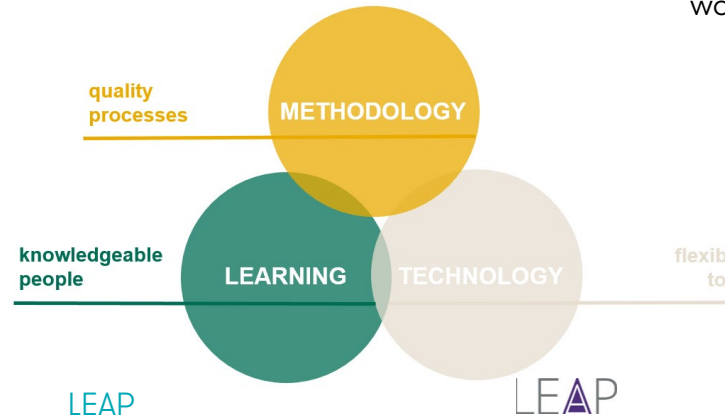 quality
processes
METHODOLOGY
knowledgeable
people
LEARNING
TECHNOLOGY
LEAP
LEAP